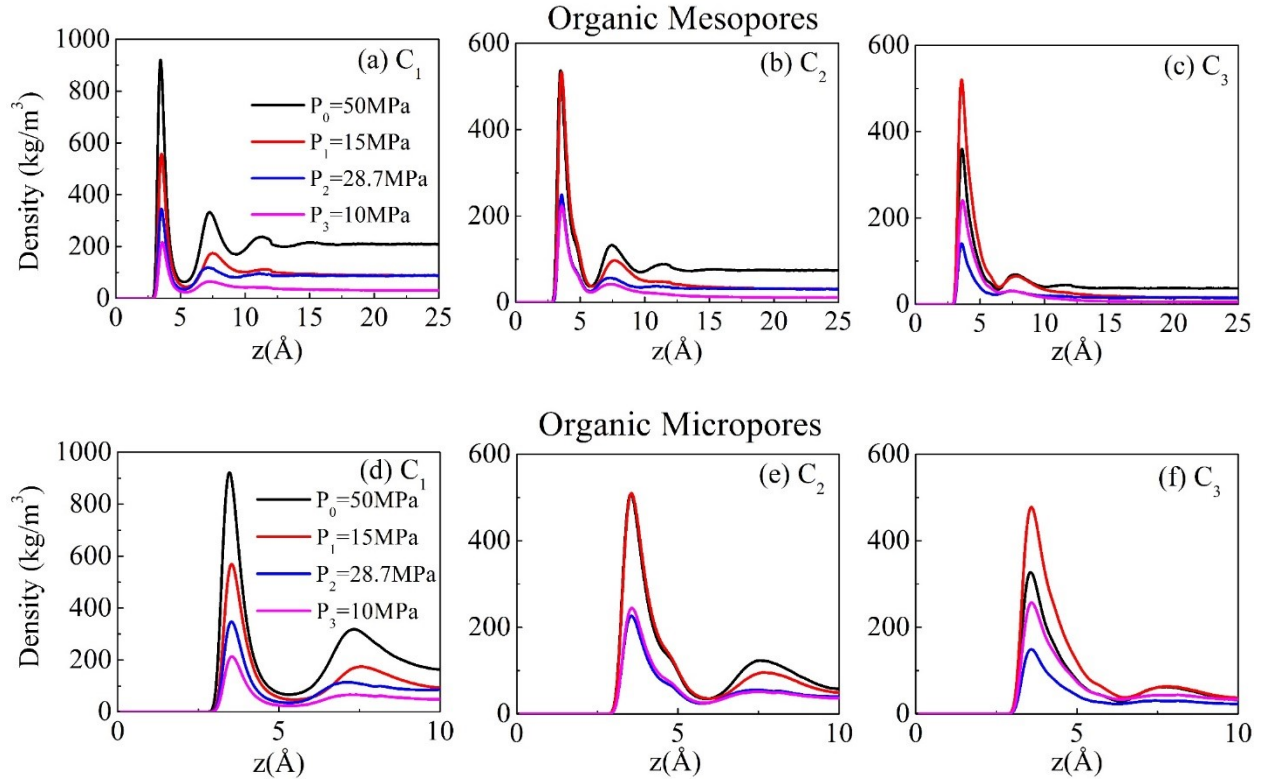 Organic Mesopores
(a) C₁
P₀=50MPa
P₁=15MPa
P₂=28.7MPa
P₃=10MPa
Density (kg/m³)
1000
800
600
400
200
0
0 5 10 15 20 25
z(Å)
(b) C₂
600
400
200
0
0 5 10 15 20 25
z(Å)
(c) C₃
600
400
200
0
0 5 10 15 20 25
z(Å)
Organic Micropores
(d) C₁
P₀=50MPa
P₁=15MPa
P₂=28.7MPa
P₃=10MPa
Density (kg/m³)
1000
800
600
400
200
0
0 5 10
z(Å)
(e) C₂
600
400
200
0
0 5 10
z(Å)
(f) C₃
600
400
200
0
0 5 10
z(Å)